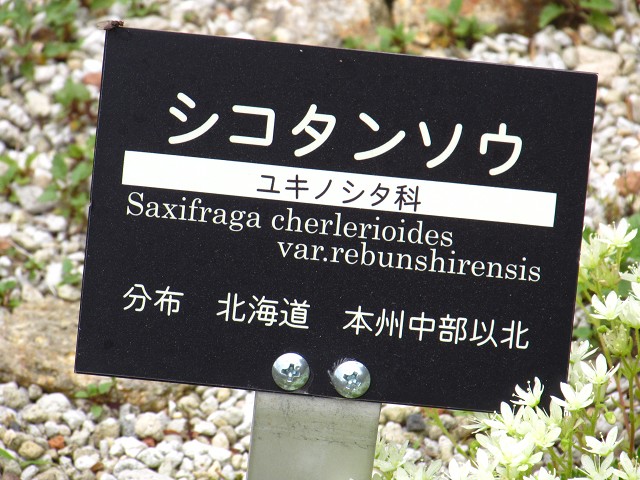 シコタンソウ
ユキノシタ科
Saxifraga cherlerioides
var.rebunshirensis
分布　北海道　本州中部以北